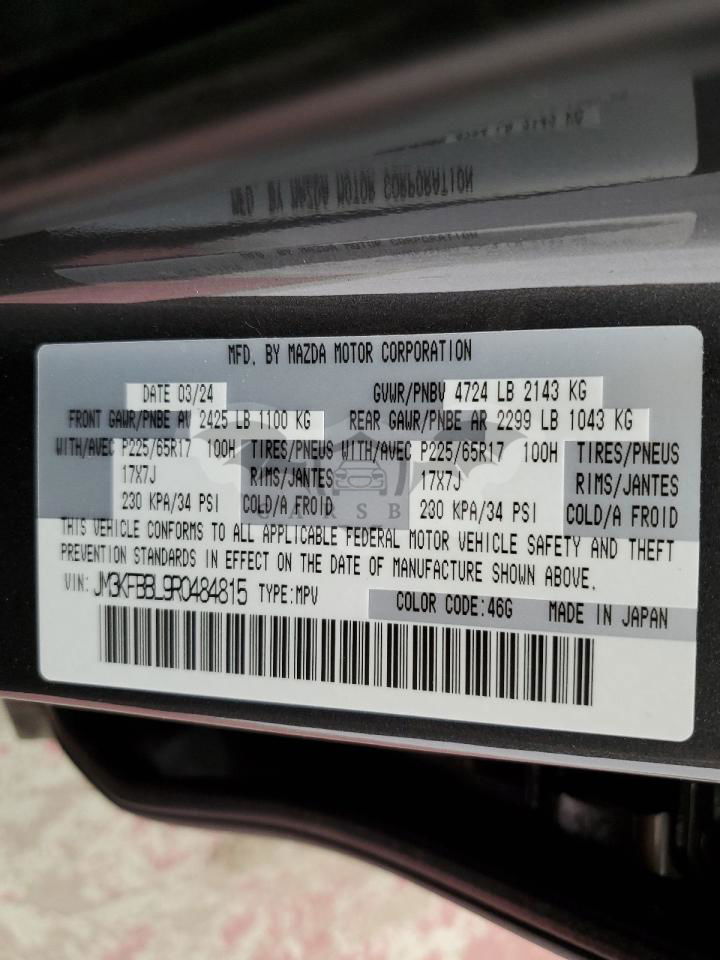 MFD. BY MAZDA MOTOR CORPORATION
DATE 03/24 GVWR/PNBV 4724 LB 2143 KG
FRONT GAWR/PNBE AV 2425 LB 1100 KG REAR GAWR/PNBE AR 2299 LB 1043 KG
WITH/AVEC P225/65R17 100H TIRES/PNEUS WITH/AVEC P225/65R17 100H TIRES/PNEUS
17X7J RIMS/JANTES 17X7J RIMS/JANTES
230 KPA/34 PSI COLD/A FROID 230 KPA/34 PSI COLD/A FROID
THIS VEHICLE CONFORMS TO ALL APPLICABLE FEDERAL MOTOR VEHICLE SAFETY AND THEFT
PREVENTION STANDARDS IN EFFECT ON THE DATE OF MANUFACTURE SHOWN ABOVE.
VIN: JM3KFBBL9R0484815 TYPE:MPV COLOR CODE:46G MADE IN JAPAN